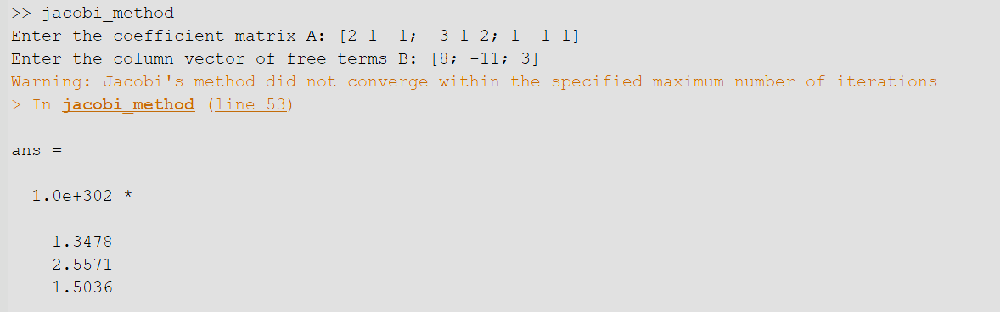 >> jacobi_method
Enter the coefficient matrix A: [2 1 -1; -3 1 2; 1 -1 1]
Enter the column vector of free terms B: [8; -11; 3]
Warning: Jacobi's method did not converge within the specified maximum number of iterations
> In jacobi_method (line 53)
ans =
1.0e+302 *
-1.3478
2.5571
1.5036